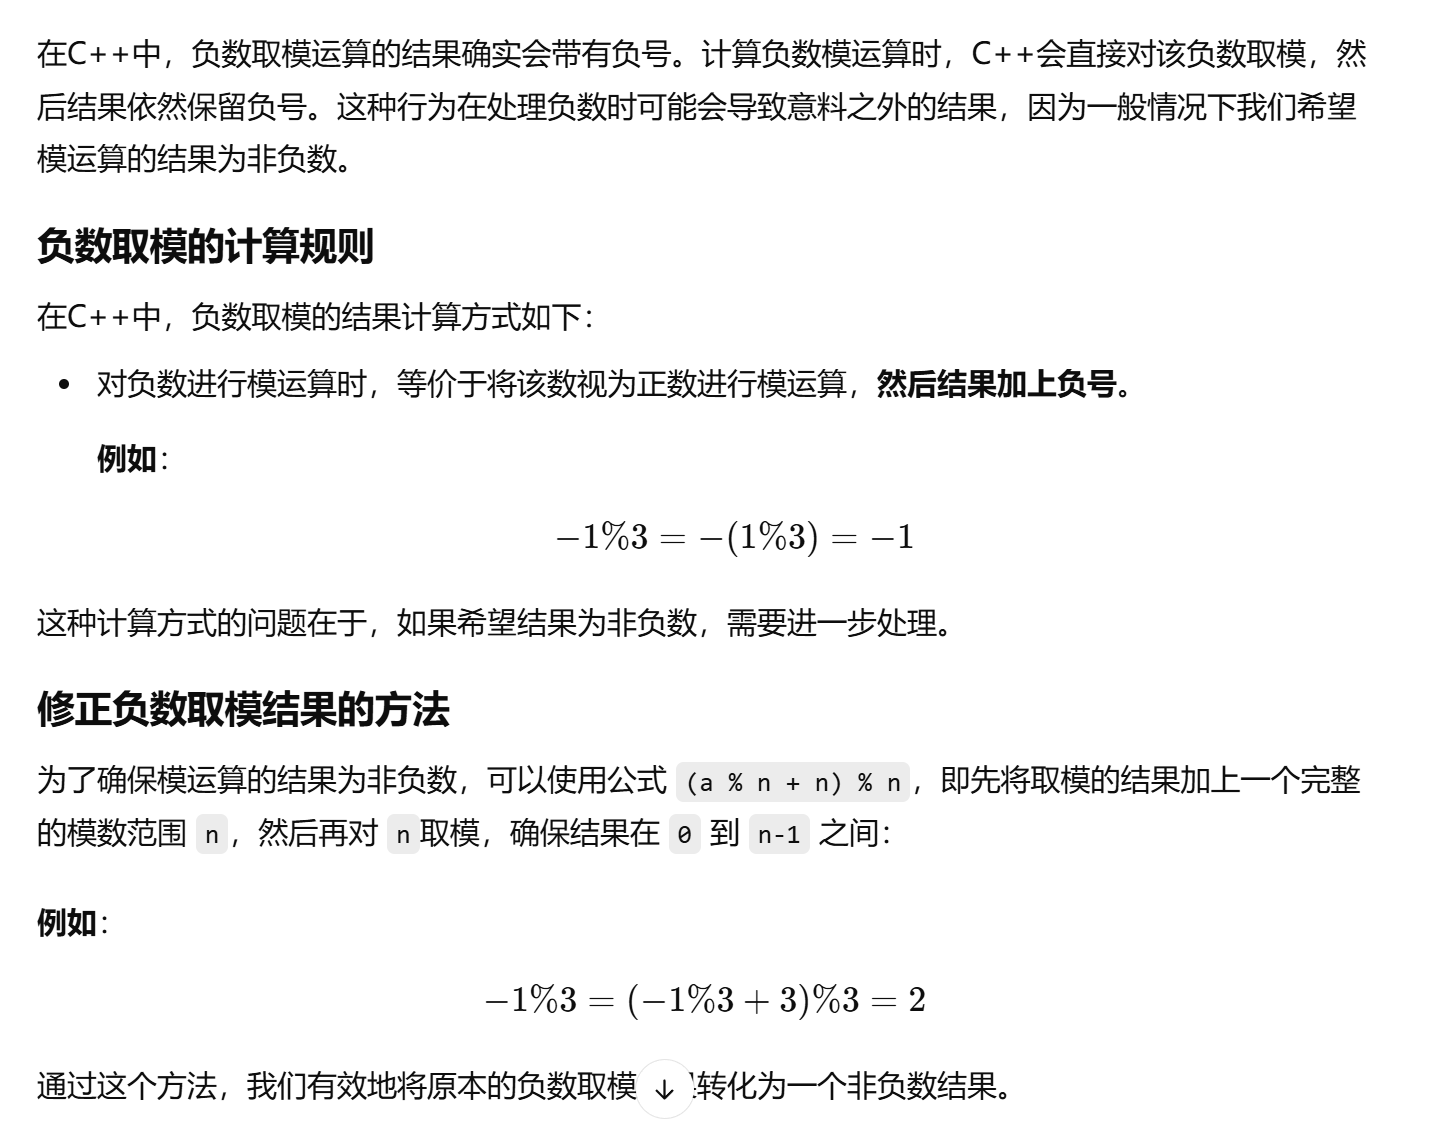 在C++中，负数取模运算的结果确实会带有负号。计算负数模运算时，C++会直接对该负数取模，然
后结果依然保留负号。这种行为在处理负数时可能会导致意料之外的结果，因为一般情况下我们希望
模运算的结果为非负数。
负数取模的计算规则
在C++中，负数取模的结果计算方式如下：
• 对负数进行模运算时，等价于将该数视为正数进行模运算，然后结果加上负号。
例如：
−1%3 = −(1%3) = −1
这种计算方式的问题在于，如果希望结果为非负数，需要进一步处理。
修正负数取模结果的方法
为了确保模运算的结果为非负数，可以使用公式 (a % n + n) % n，即先将取模的结果加上一个完整
的模数范围 n，然后再对 n取模，确保结果在 0 到 n-1 之间：
例如：
−1%3 = (−1%3 + 3)%3 = 2
通过这个方法，我们有效地将原本的负数取模转化为一个非负数结果。